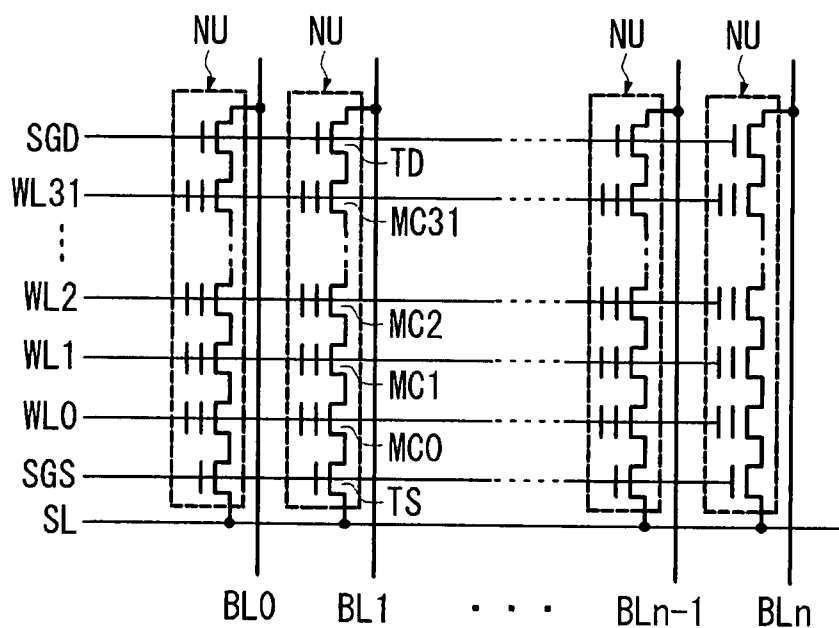 NU NU NU NU
SGD
TD
WL31
MC31
WL2
MC2
WL1
MC1
WL0
MC0
SGS
TS
SL
BL0 BL1 ... BLn-1 BLn